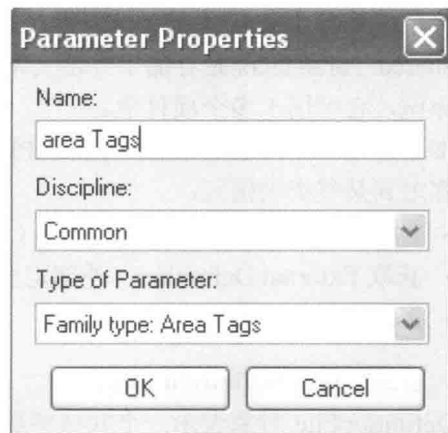 Parameter Properties
Name:
area Tags
Discipline:
Common
Type of Parameter:
Family type: Area Tags
OK
Cancel